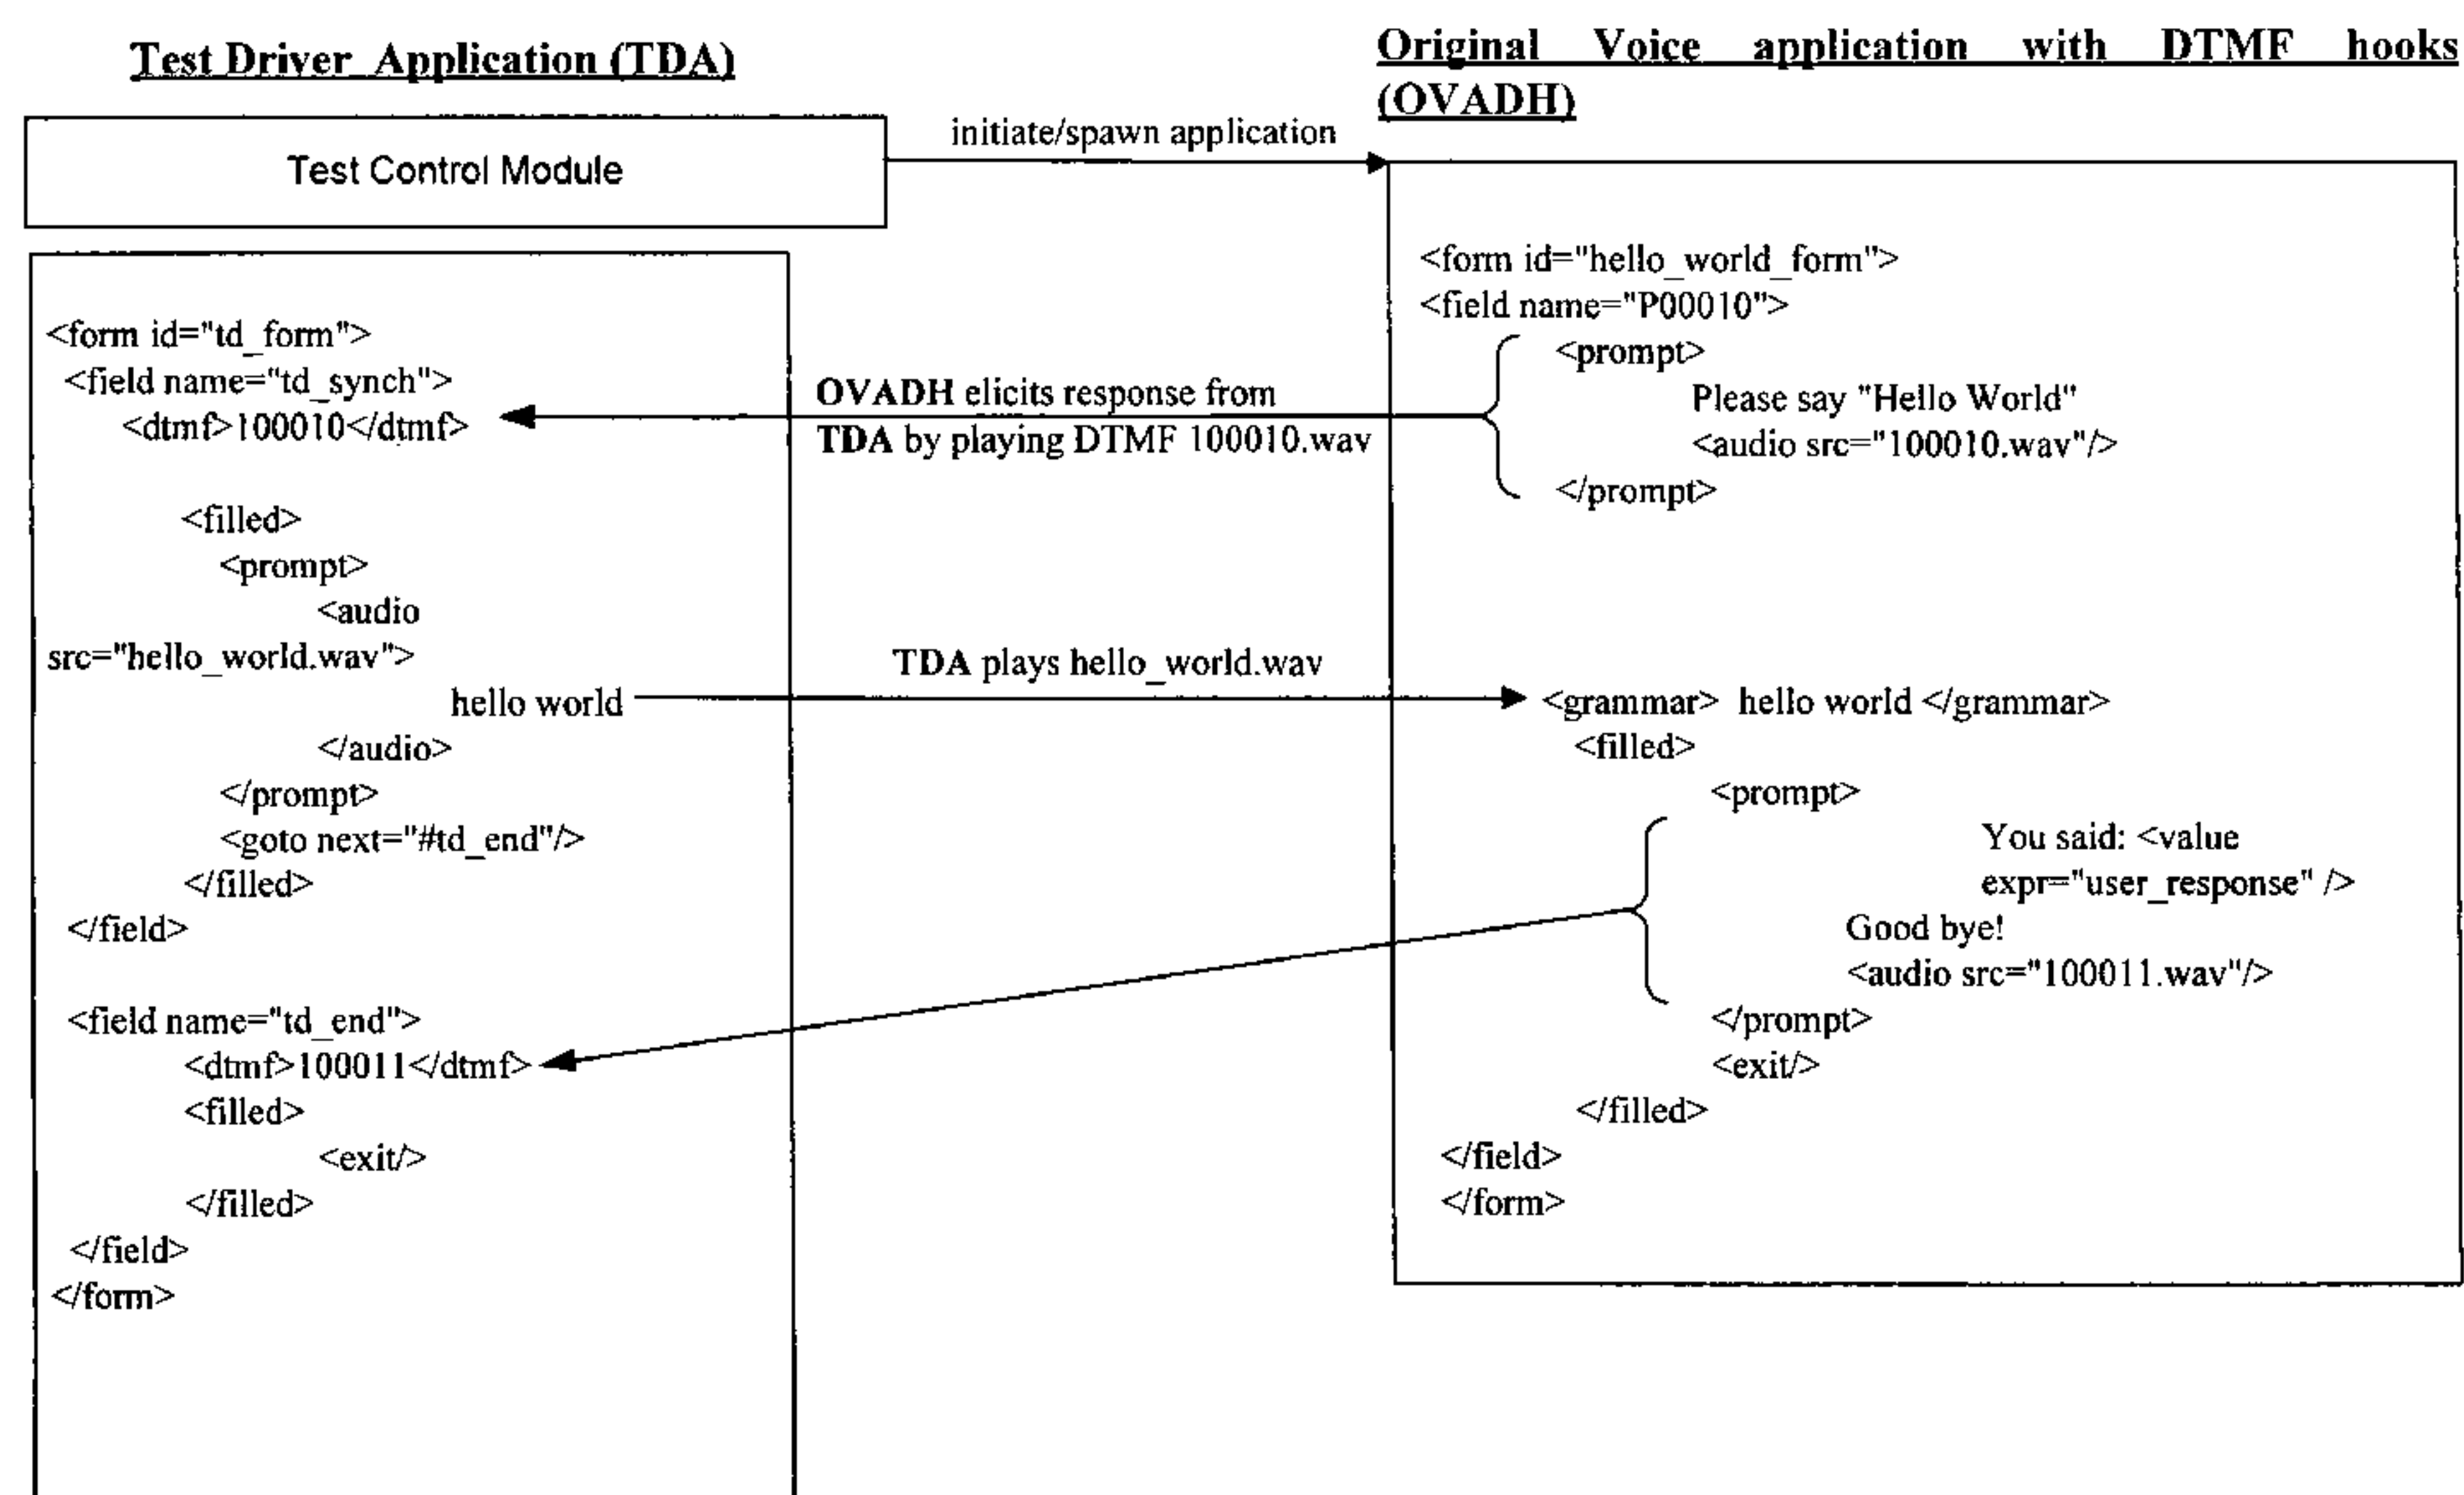 Test Driver Application (TDA)
Test Control Module
<form id="td_form">
<field name="td_synch">
<dtmf>100010</dtmf>
<filled>
<prompt>
<audio
src="hello_world.wav">
hello world
</audio>
</prompt>
<goto next="#td_end"/>
</filled>
</field>
<field name="td_end">
<dtmf>100011</dtmf>
<filled>
<exit/>
</filled>
</field>
</form>
initiate/spawn application
OVADH elicits response from
TDA by playing DTMF 100010.wav
TDA plays hello_world.wav
Original Voice application with DTMF hooks
(OVADH)
<form id="hello_world_form">
<field name="P00010">
<prompt>
Please say "Hello World"
<audio src="100010.wav"/>
</prompt>
<grammar> hello world </grammar>
<filled>
<prompt>
You said: <value
expr="user_response" />
Good bye!
<audio src="100011.wav"/>
</prompt>
<exit/>
</filled>
</field>
</form>